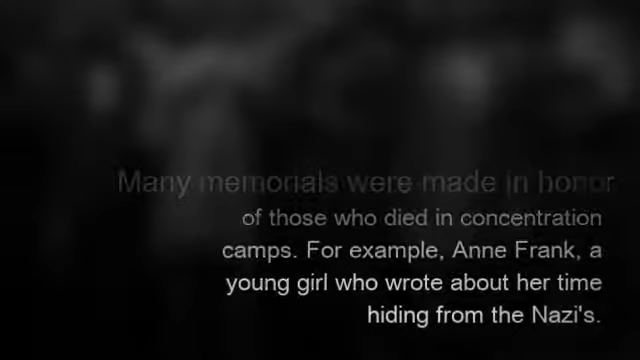 Many memorials were made in honor
of those who died in concentration
camps. For example, Anne Frank, a
young girl who wrote about her time
hiding from the Nazi's.